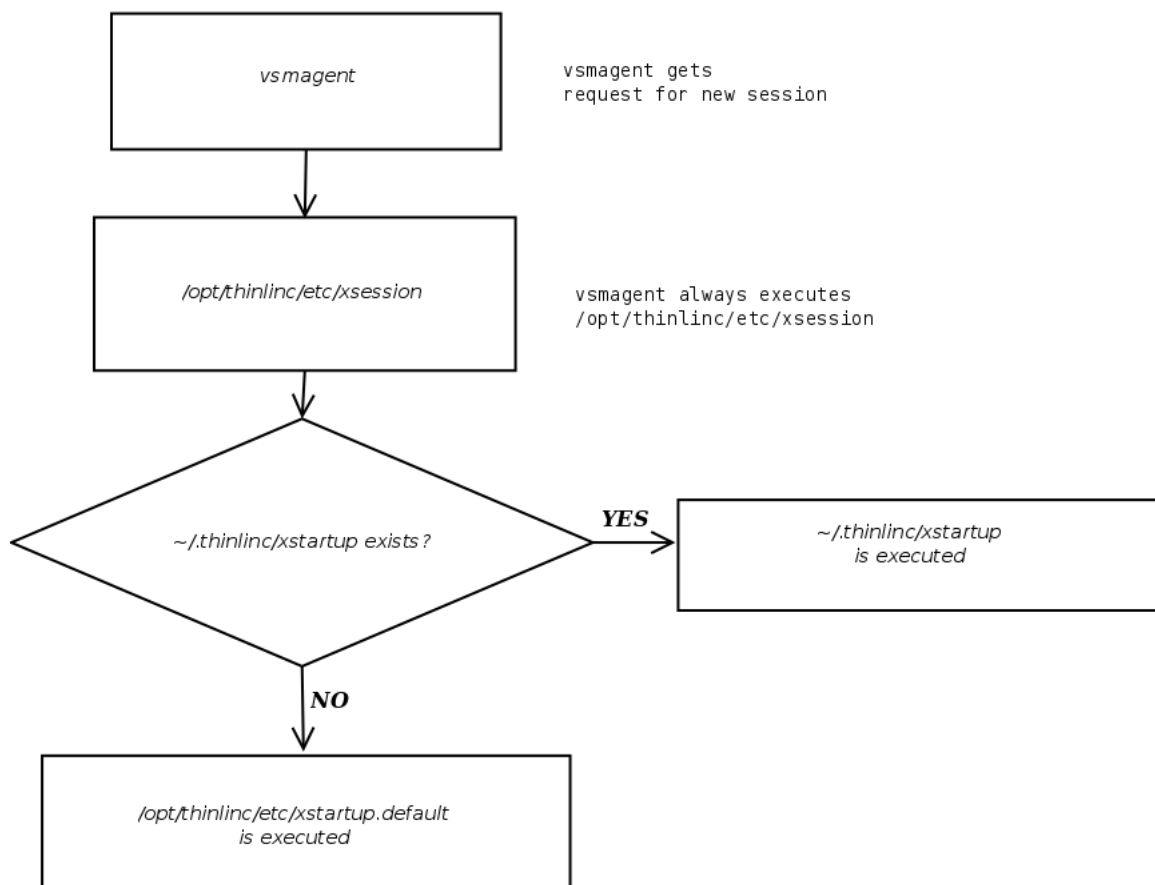 vsmagent
vsmagent gets
request for new session
/opt/thinlinc/etc/xsession
vsmagent always executes
/opt/thinlinc/etc/xsession
~/.thinlinc/xstartup exists?
YES
~/.thinlinc/xstartup
is executed
NO
/opt/thinlinc/etc/xstartup.default
is executed